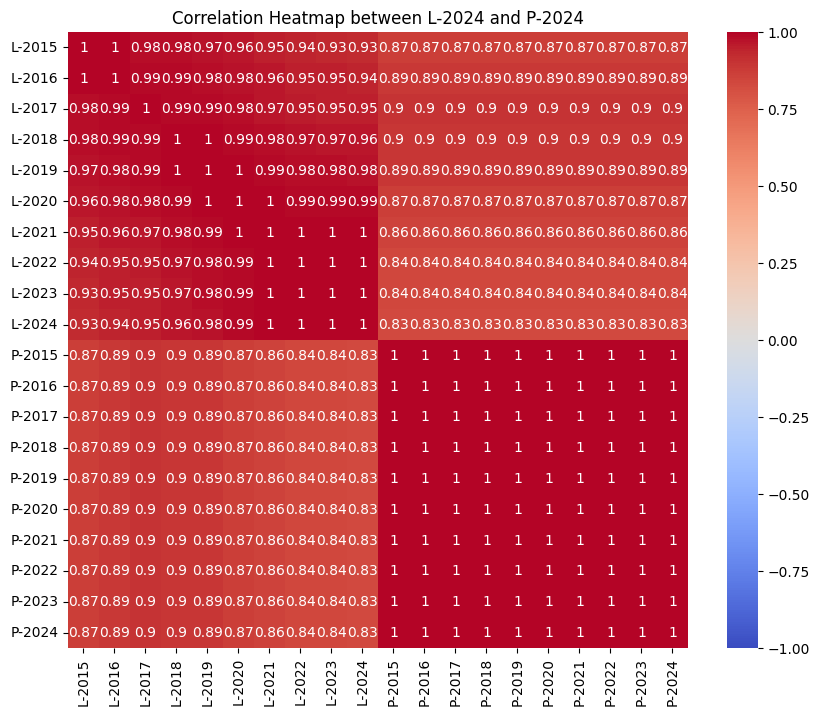 Correlation Heatmap between L-2024 and P-2024
L-2015 1 1 0.98 0.98 0.97 0.96 0.95 0.94 0.93 0.93 0.87 0.87 0.87 0.87 0.87 0.87 0.87 0.87 0.87 0.87
L-2016 1 1 0.99 0.99 0.98 0.98 0.96 0.95 0.95 0.94 0.89 0.89 0.89 0.89 0.89 0.89 0.89 0.89 0.89 0.89
L-2017 0.98 0.99 1 0.99 0.99 0.98 0.97 0.95 0.95 0.95 0.9 0.9 0.9 0.9 0.9 0.9 0.9 0.9 0.9 0.9
L-2018 0.98 0.99 0.99 1 1 0.99 0.98 0.97 0.97 0.96 0.9 0.9 0.9 0.9 0.9 0.9 0.9 0.9 0.9 0.9
L-2019 0.97 0.98 0.99 1 1 1 0.99 0.98 0.98 0.98 0.89 0.89 0.89 0.89 0.89 0.89 0.89 0.89 0.89 0.89
L-2020 0.96 0.98 0.98 0.99 1 1 1 0.99 0.99 0.99 0.87 0.87 0.87 0.87 0.87 0.87 0.87 0.87 0.87 0.87
L-2021 0.95 0.96 0.97 0.98 0.99 1 1 1 1 1 0.86 0.86 0.86 0.86 0.86 0.86 0.86 0.86 0.86 0.86
L-2022 0.94 0.95 0.95 0.97 0.98 0.99 1 1 1 1 0.84 0.84 0.84 0.84 0.84 0.84 0.84 0.84 0.84 0.84
L-2023 0.93 0.95 0.95 0.97 0.98 0.99 1 1 1 1 0.84 0.84 0.84 0.84 0.84 0.84 0.84 0.84 0.84 0.84
L-2024 0.93 0.94 0.95 0.96 0.98 0.99 1 1 1 1 0.83 0.83 0.83 0.83 0.83 0.83 0.83 0.83 0.83 0.83
P-2015 0.87 0.89 0.9 0.9 0.89 0.87 0.86 0.84 0.84 0.83 1 1 1 1 1 1 1 1 1 1
P-2016 0.87 0.89 0.9 0.9 0.89 0.87 0.86 0.84 0.84 0.83 1 1 1 1 1 1 1 1 1 1
P-2017 0.87 0.89 0.9 0.9 0.89 0.87 0.86 0.84 0.84 0.83 1 1 1 1 1 1 1 1 1 1
P-2018 0.87 0.89 0.9 0.9 0.89 0.87 0.86 0.84 0.84 0.83 1 1 1 1 1 1 1 1 1 1
P-2019 0.87 0.89 0.9 0.9 0.89 0.87 0.86 0.84 0.84 0.83 1 1 1 1 1 1 1 1 1 1
P-2020 0.87 0.89 0.9 0.9 0.89 0.87 0.86 0.84 0.84 0.83 1 1 1 1 1 1 1 1 1 1
P-2021 0.87 0.89 0.9 0.9 0.89 0.87 0.86 0.84 0.84 0.83 1 1 1 1 1 1 1 1 1 1
P-2022 0.87 0.89 0.9 0.9 0.89 0.87 0.86 0.84 0.84 0.83 1 1 1 1 1 1 1 1 1 1
P-2023 0.87 0.89 0.9 0.9 0.89 0.87 0.86 0.84 0.84 0.83 1 1 1 1 1 1 1 1 1 1
P-2024 0.87 0.89 0.9 0.9 0.89 0.87 0.86 0.84 0.84 0.83 1 1 1 1 1 1 1 1 1 1
L-2015 L-2016 L-2017 L-2018 L-2019 L-2020 L-2021 L-2022 L-2023 L-2024 P-2015 P-2016 P-2017 P-2018 P-2019 P-2020 P-2021 P-2022 P-2023 P-2024
1.00
0.75
0.50
0.25
0.00
−0.25
−0.50
−0.75
−1.00